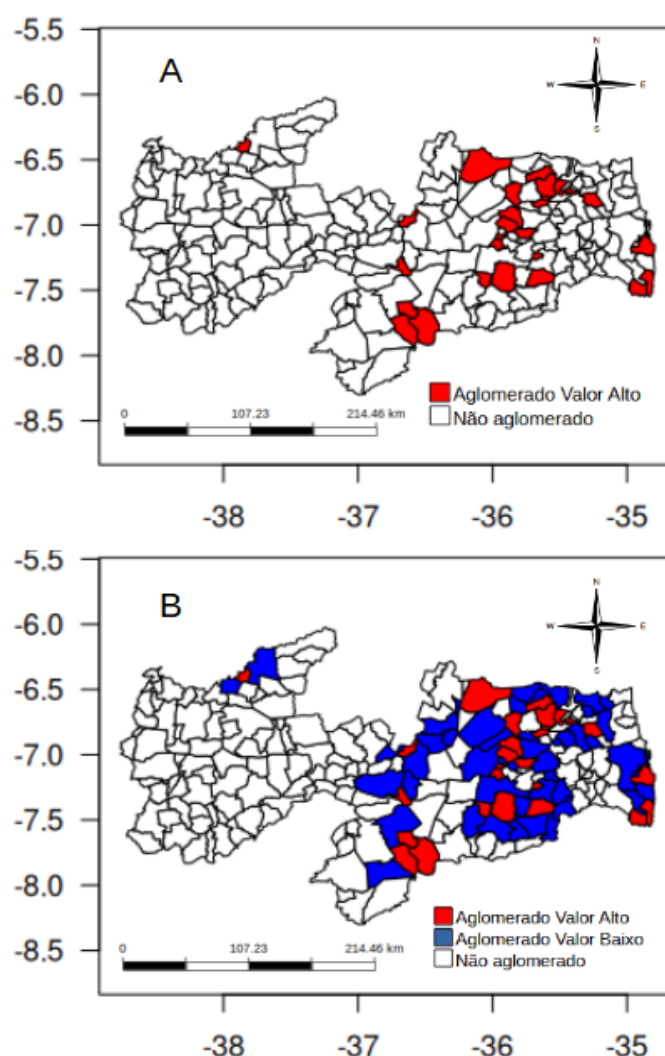 -5.5
A
N
-6.0
W E
S
-6.5
-7.0
-7.5
-8.0
Aglomerado Valor Alto
0 107.23 214.46 km
Não aglomerado
-8.5
-38 -37 -36 -35
-5.5
B
N
-6.0
W E
S
-6.5
-7.0
-7.5
-8.0
Aglomerado Valor Alto
Aglomerado Valor Baixo
0 107.23 214.46 km
Não aglomerado
-8.5
-38 -37 -36 -35